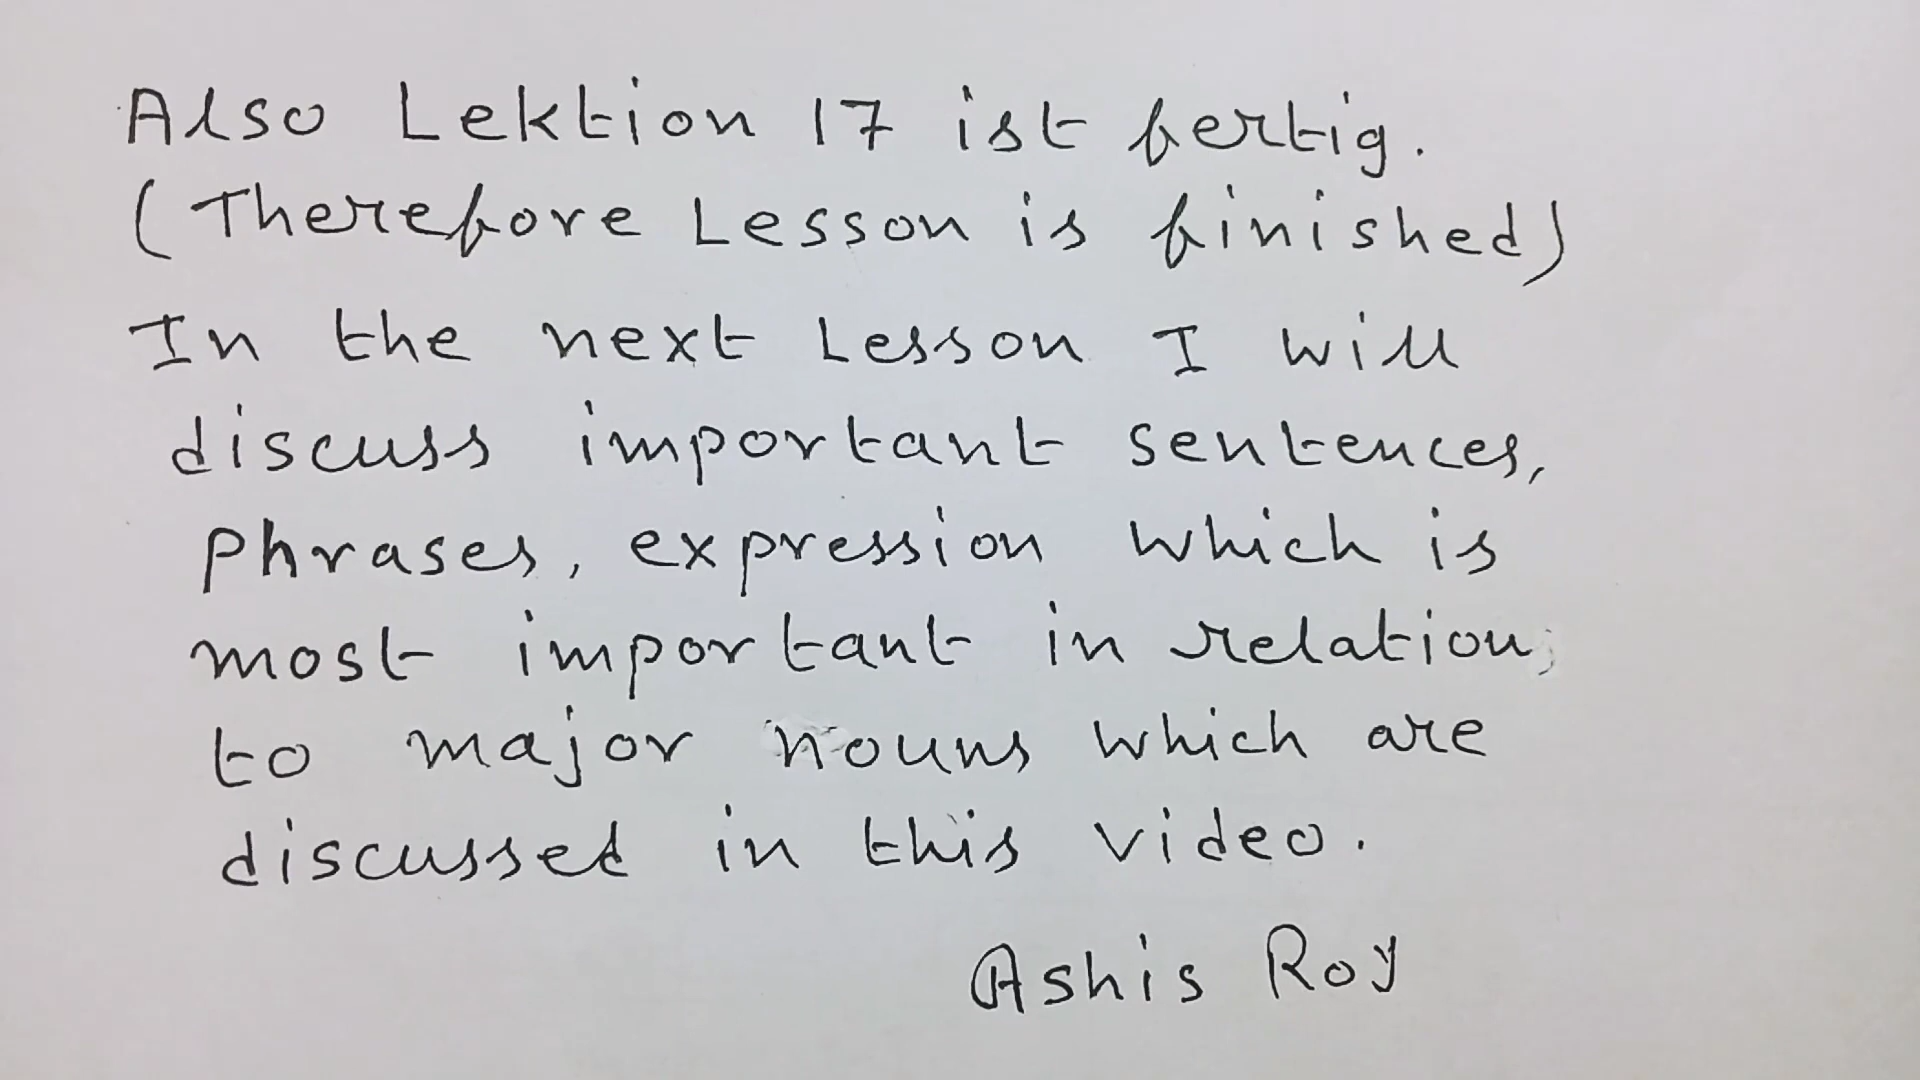 Also Lektion 17 ist fertig.
(Therefore Lesson is finished)
In the next Lesson I will
discuss important sentences,
phrases, expression which is
most important in relation,
to major nouns which are
discussed in this video.
Ashis Roy